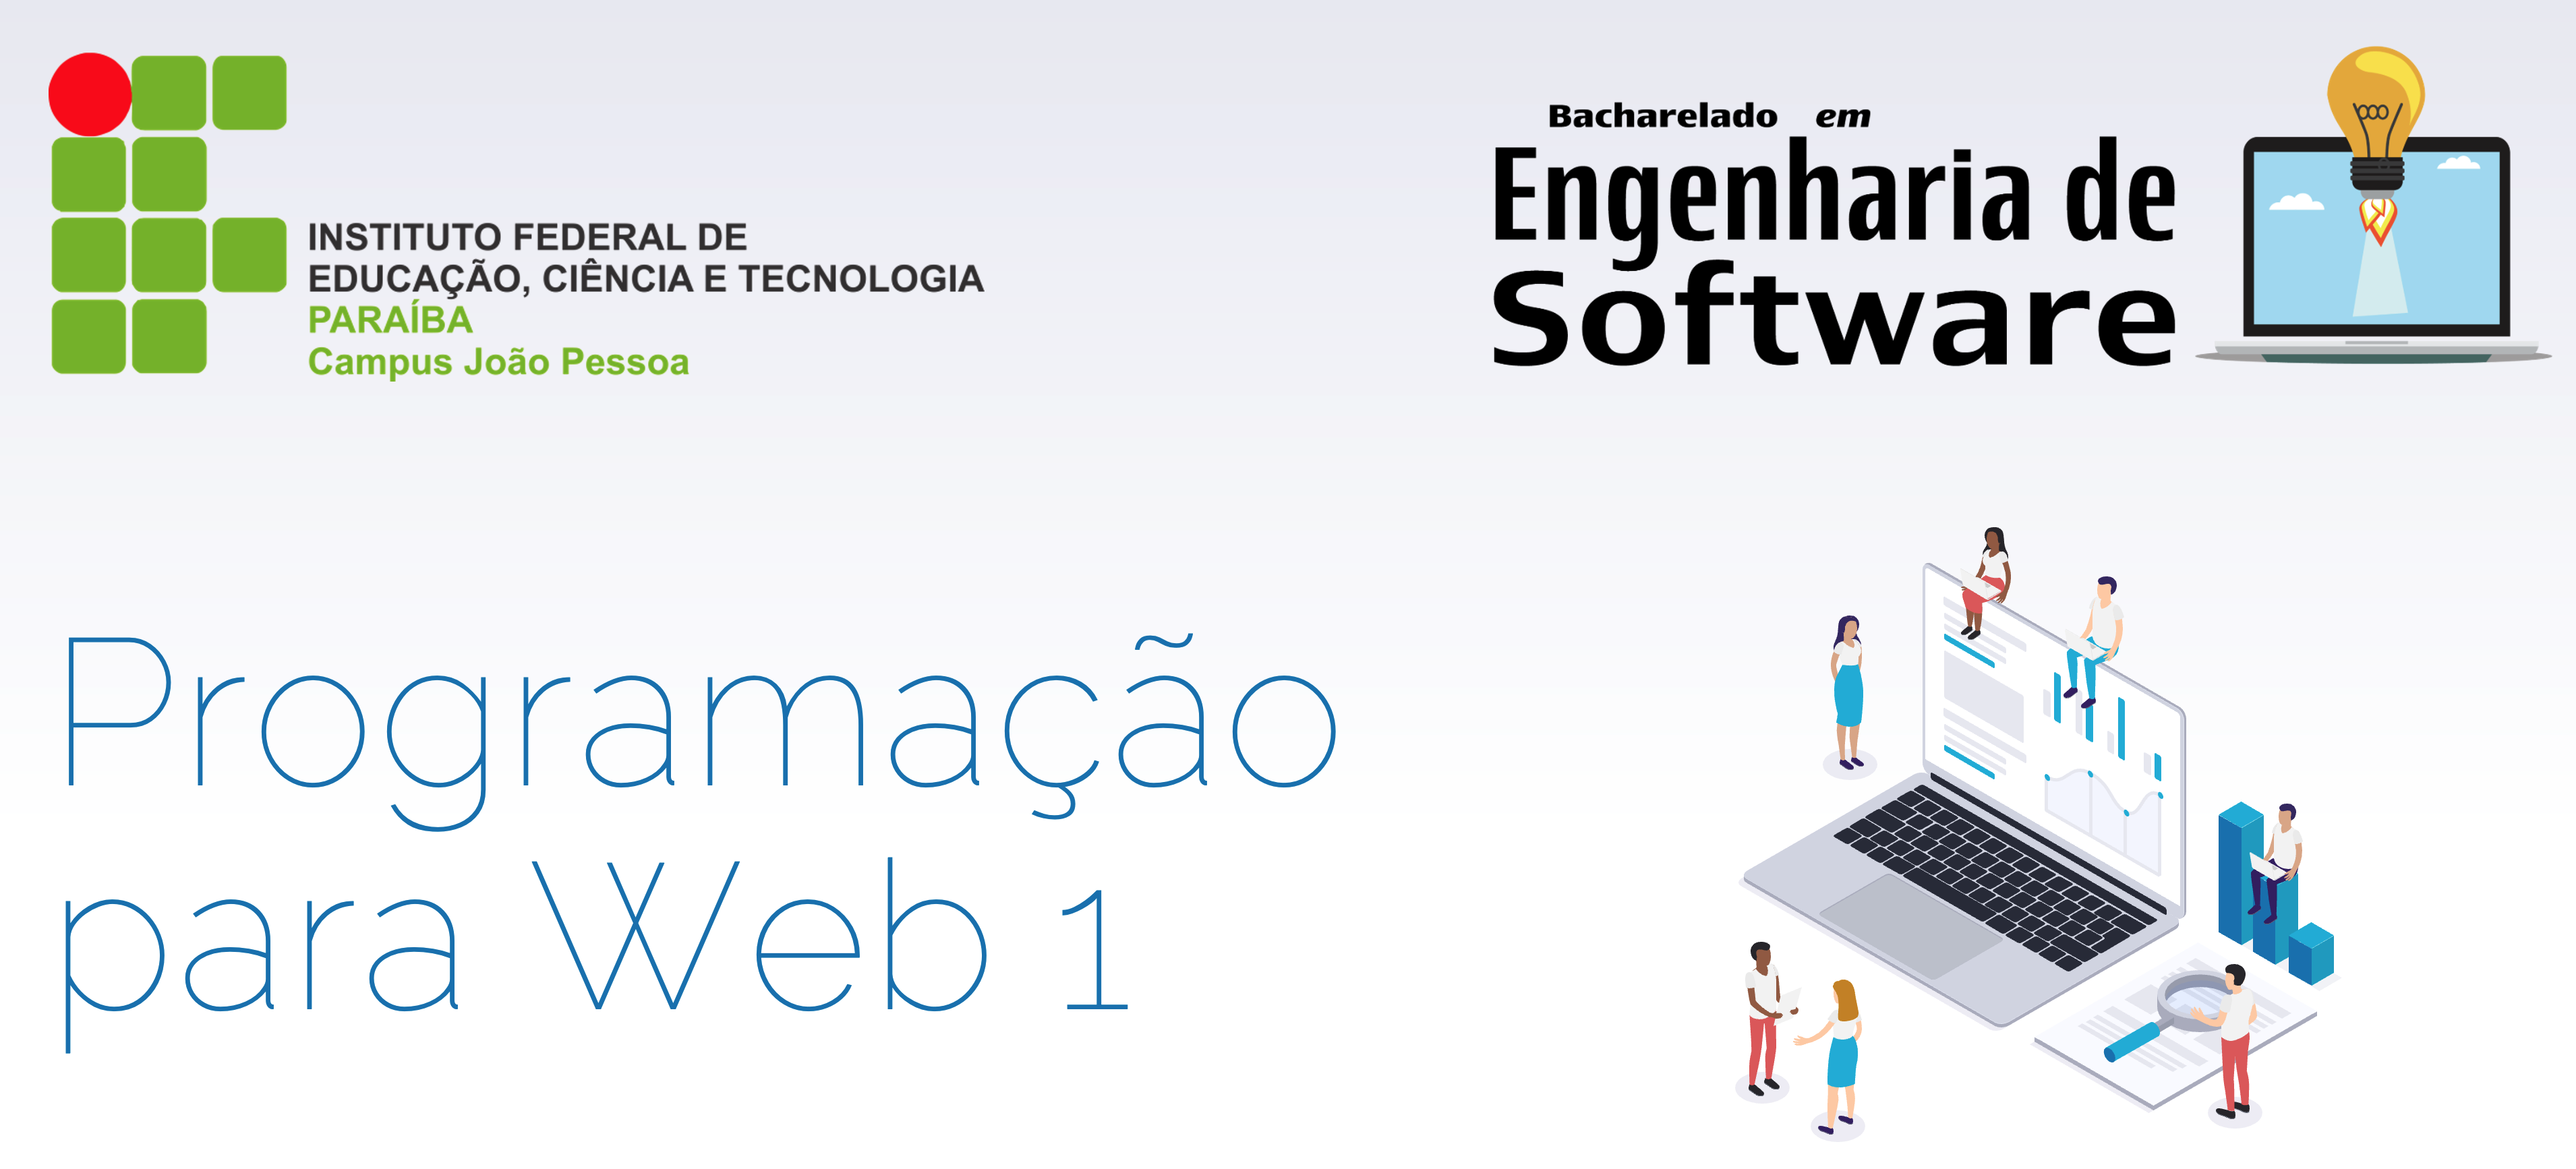 INSTITUTO FEDERAL DE
EDUCAÇÃO, CIÊNCIA E TECNOLOGIA
PARAÍBA
Campus João Pessoa
Bacharelado em
Engenharia de
Software
Programação
para Web 1